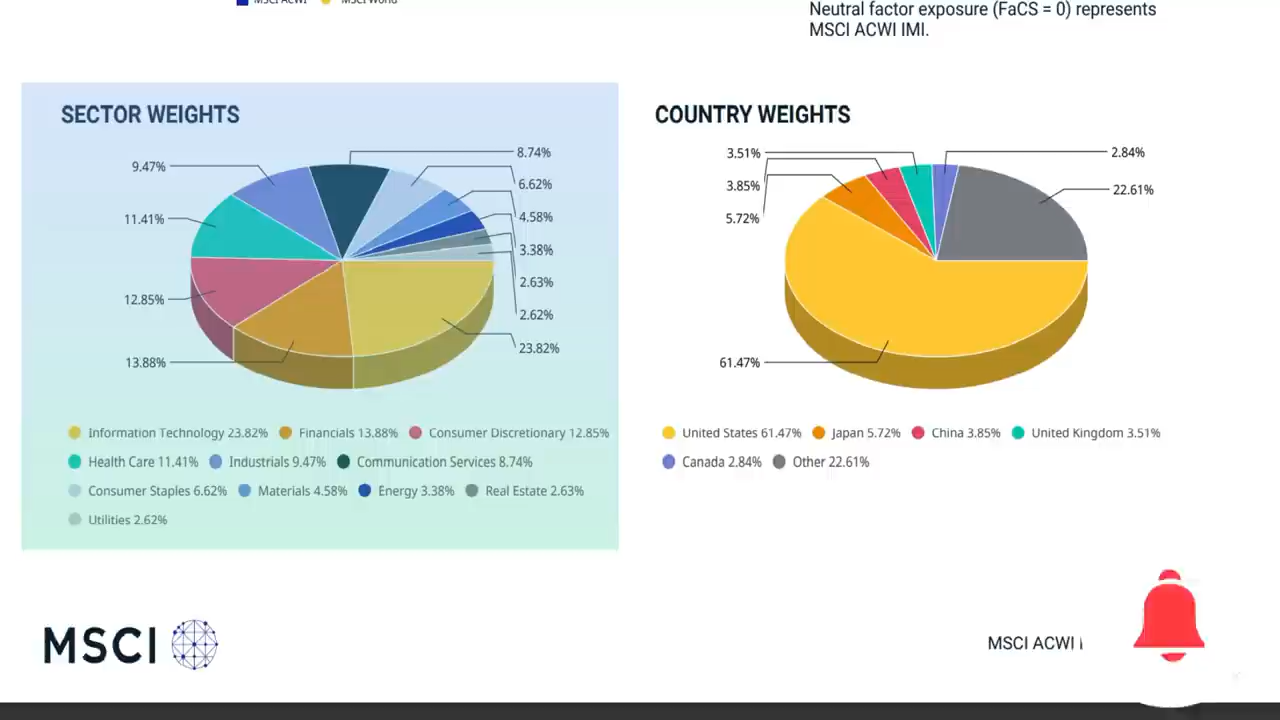 MSCI ACWI MSCI World
Neutral factor exposure (FaCS = 0) represents
MSCI ACWI IMI.
SECTOR WEIGHTS
9.47%
11.41%
12.85%
13.88%
8.74%
6.62%
4.58%
3.38%
2.63%
2.62%
23.82%
Information Technology 23.82% Financials 13.88% Consumer Discretionary 12.85%
Health Care 11.41% Industrials 9.47% Communication Services 8.74%
Consumer Staples 6.62% Materials 4.58% Energy 3.38% Real Estate 2.63%
Utilities 2.62%
COUNTRY WEIGHTS
3.51%
3.85%
5.72%
61.47%
2.84%
22.61%
United States 61.47% Japan 5.72% China 3.85% United Kingdom 3.51%
Canada 2.84% Other 22.61%
MSCI
MSCI ACWI